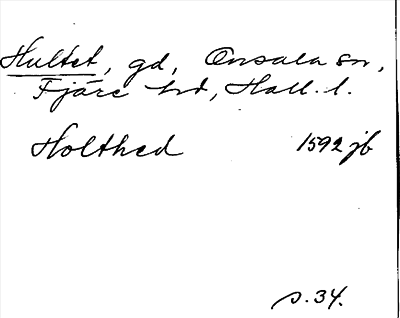 Hultet, gd, Onsala sn,
Fjäre hd, Hall. l.
Holthed 1592 jb
s. 34.